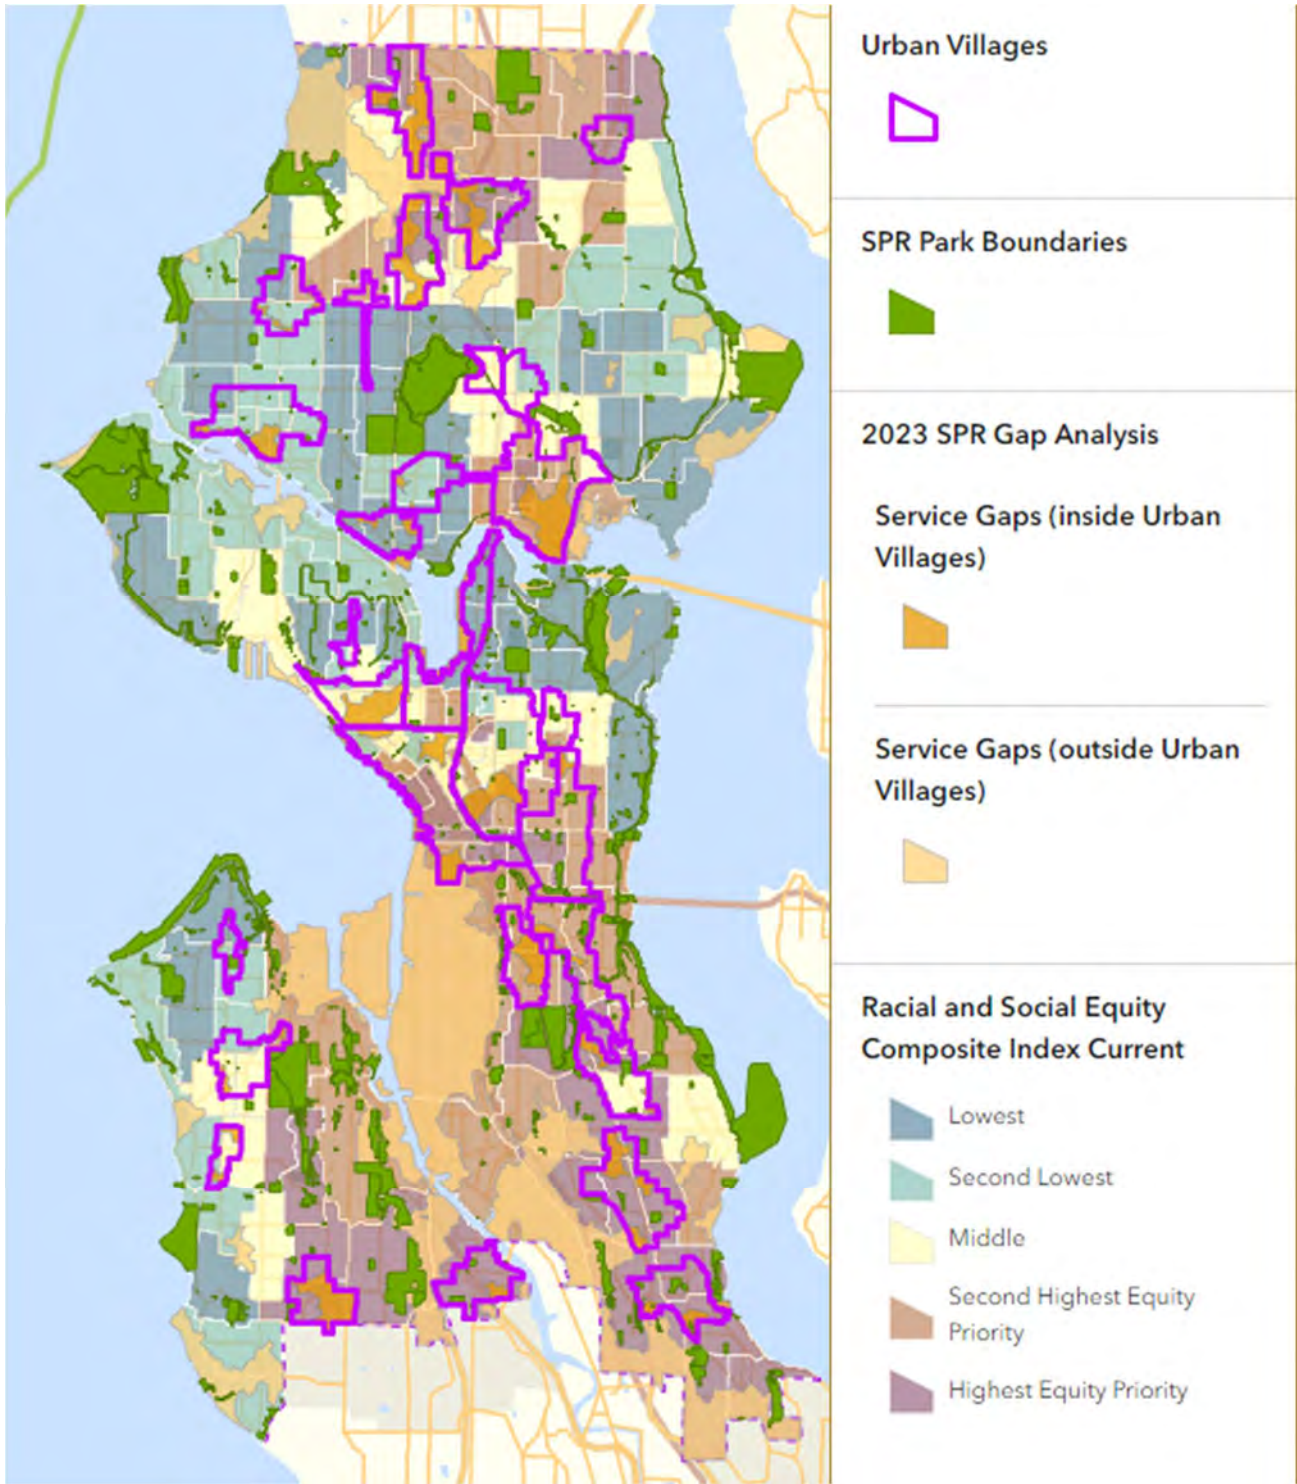 Urban Villages
SPR Park Boundaries
2023 SPR Gap Analysis
Service Gaps (inside Urban
Villages)
Service Gaps (outside Urban
Villages)
Racial and Social Equity
Composite Index Current
Lowest
Second Lowest
Middle
Second Highest Equity
Priority
Highest Equity Priority